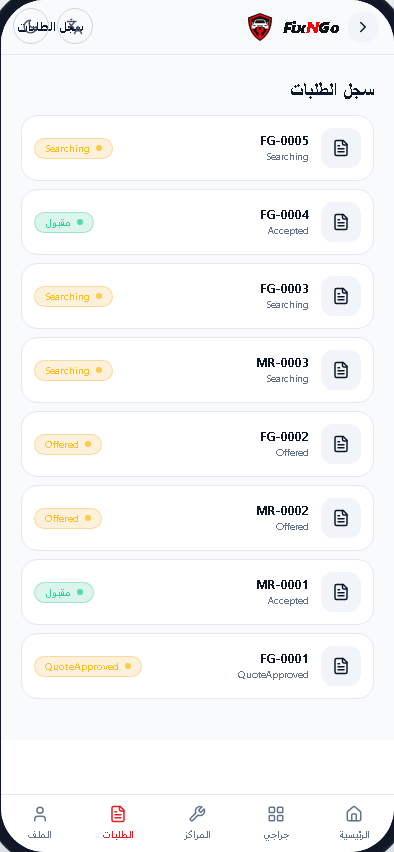 FixNGo
سجل الطلبات
سجل الطلبات
FG-0005
Searching
Searching
FG-0004
Accepted
مقبول
FG-0003
Searching
Searching
MR-0003
Searching
Searching
FG-0002
Offered
Offered
MR-0002
Offered
Offered
MR-0001
Accepted
مقبول
FG-0001
QuoteApproved
QuoteApproved
الرئيسية
جراجي
المراكز
الطلبات
الملف